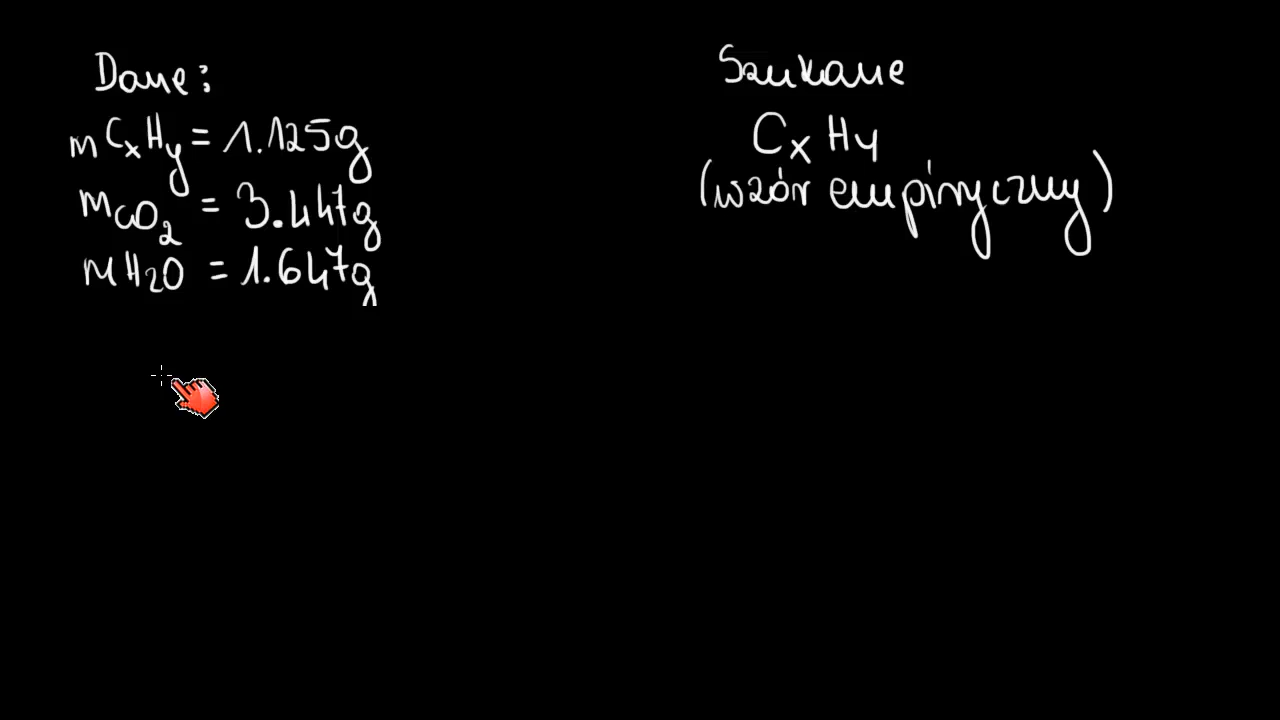 Dane:
mCxHy = 1.125g
mCO2 = 3.447g
mH2O = 1.647g
Szukane
CxHy
(wzór empiryczny)